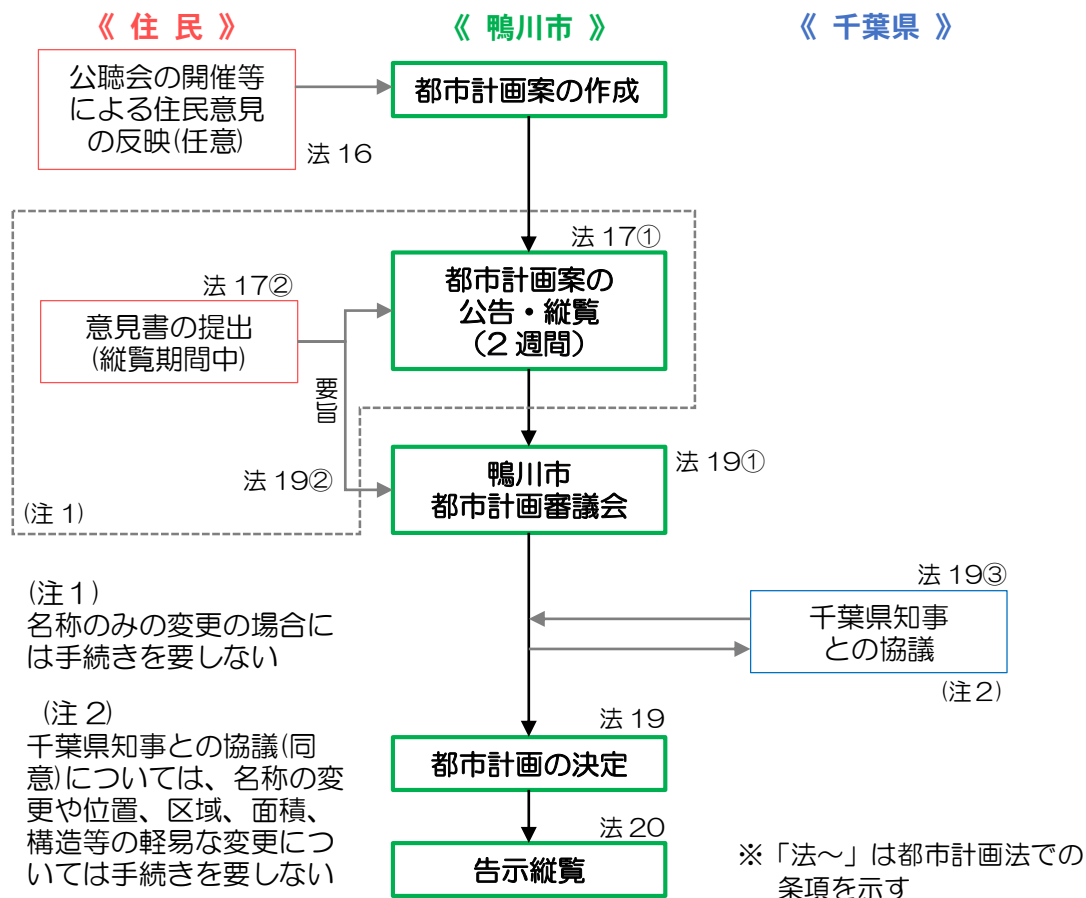 《 住 民 》
《 鴨川市 》
《 千葉県 》
公聴会の開催等
による住民意見
の反映(任意)
法 16
都市計画案の作成
法 17①
都市計画案の
公告・縦覧
（2 週間）
法 17②
意見書の提出
(縦覧期間中)
要旨
法 19②
(注 1)
鴨川市
都市計画審議会
法 19①
法 19③
千葉県知事
との協議
(注 2)
(注 1)
名称のみの変更の場合に
は手続きを要しない
(注 2)
千葉県知事との協議(同
意)については、名称の変
更や位置、区域、面積、
構造等の軽易な変更につ
いては手続きを要しない
法 19
都市計画の決定
法 20
告示縦覧
※「法～」は都市計画法での
条項を示す